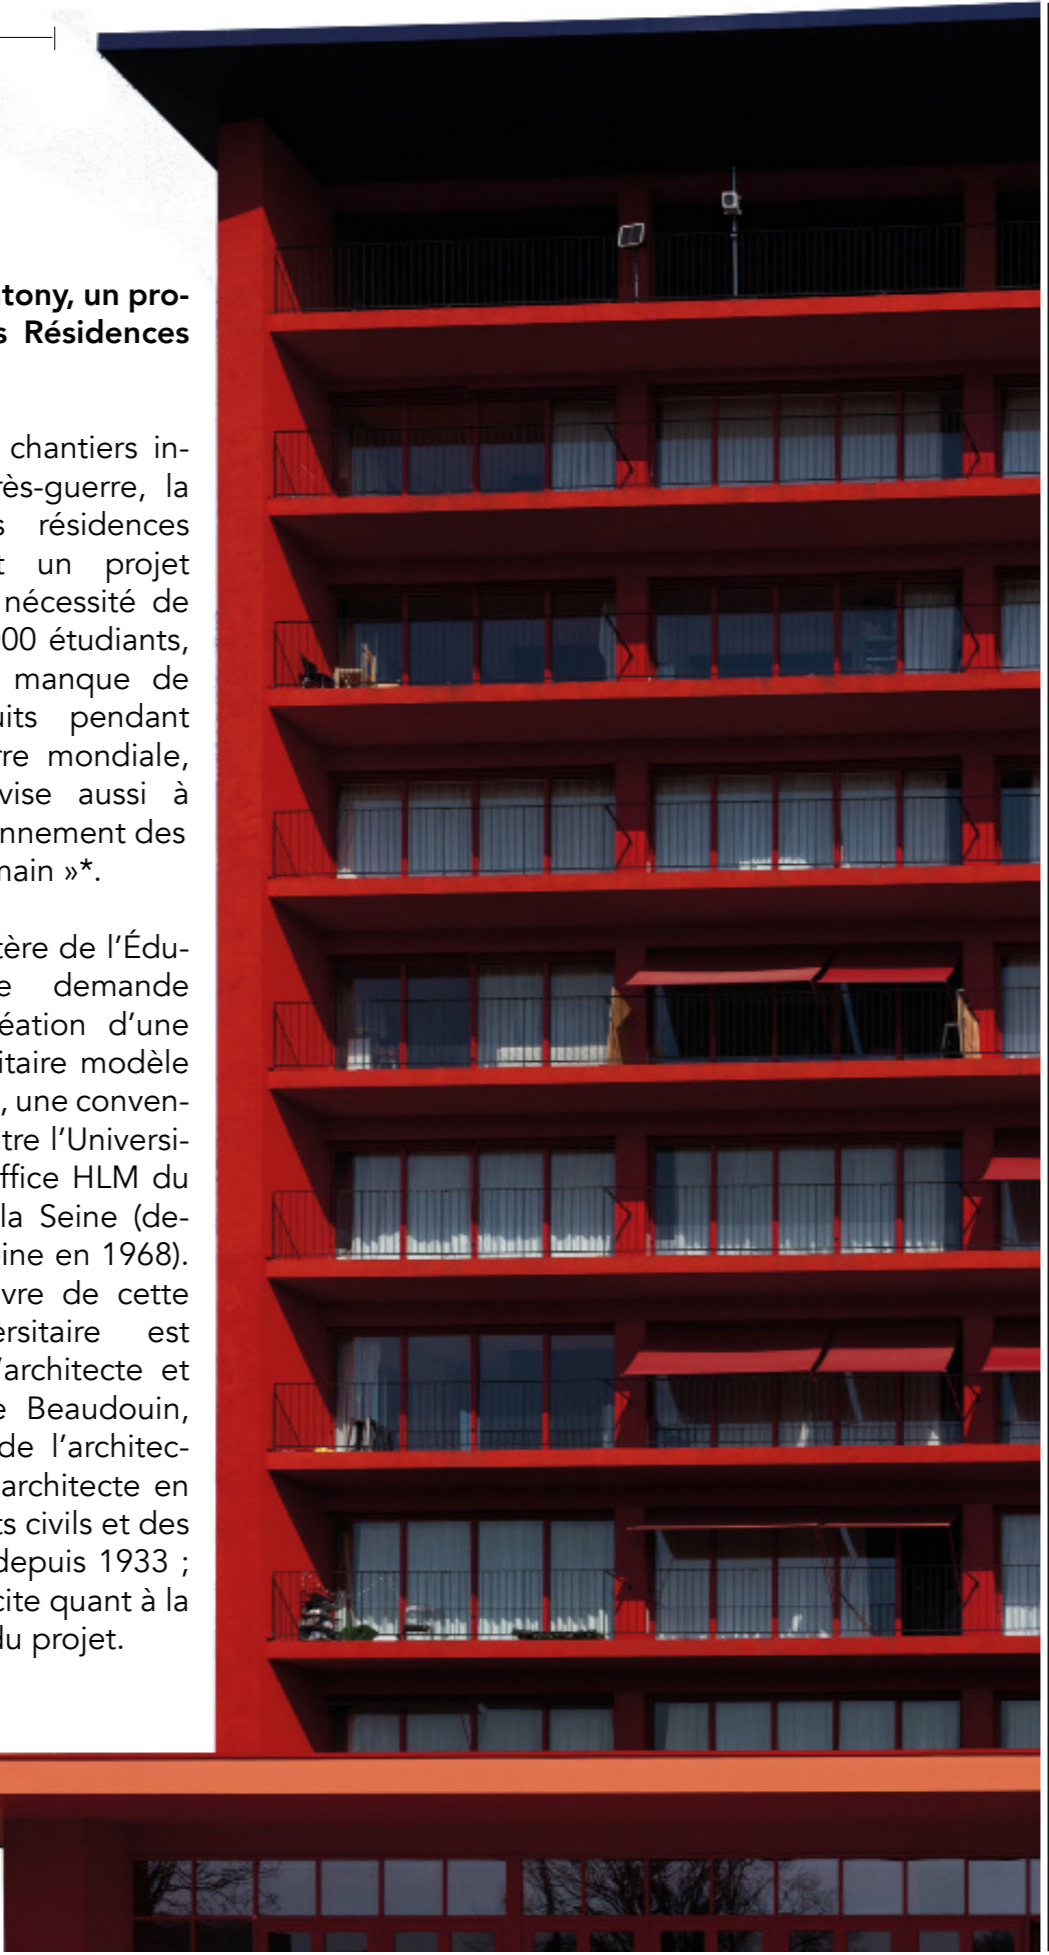 tony, un pro-
s Résidences
chantiers in-
rès-guerre, la
s résidences
t un projet
nécessité de
00 étudiants,
manque de
uits pendant
rre mondiale,
vise aussi à
nnement des
main »*.
tère de l'Édu-
e demande
éation d'une
itaire modèle
, une conven-
tre l'Universi-
ffice HLM du
la Seine (de-
ine en 1968).
vre de cette
ersitaire est
'architecte et
e Beaudouin,
de l'architec-
architecte en
ts civils et des
depuis 1933 ;
cite quant à la
du projet.